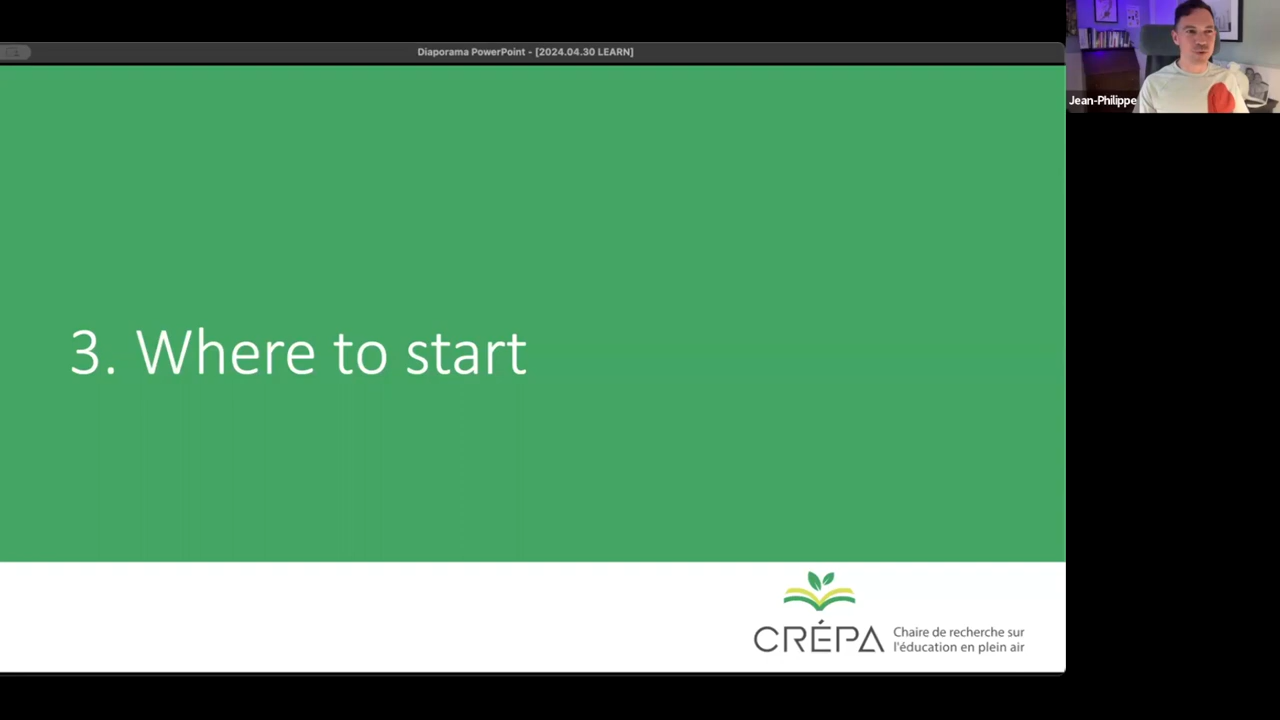 Diaporama PowerPoint - [2024.04.30 LEARN]
Jean-Philippe
3. Where to start
CRÉPA
Chaire de recherche sur
l'éducation en plein air